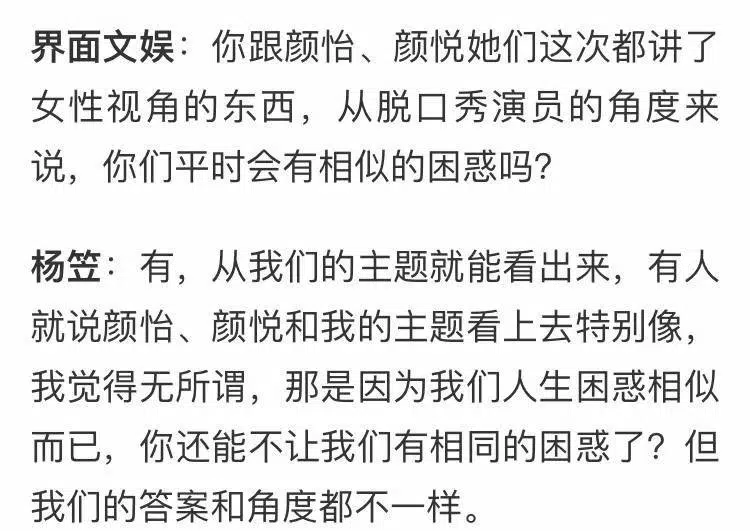 界面文娱：你跟颜怡、颜悦她们这次都讲了
女性视角的东西，从脱口秀演员的角度来
说，你们平时会有相似的困惑吗？
杨笠：有，从我们的主题就能看出来，有人
就说颜怡、颜悦和我的主题看上去特别像，
我觉得无所谓，那是因为我们人生困惑相似
而已，你还能不让我们有相同的困惑了？但
我们的答案和角度都不一样。